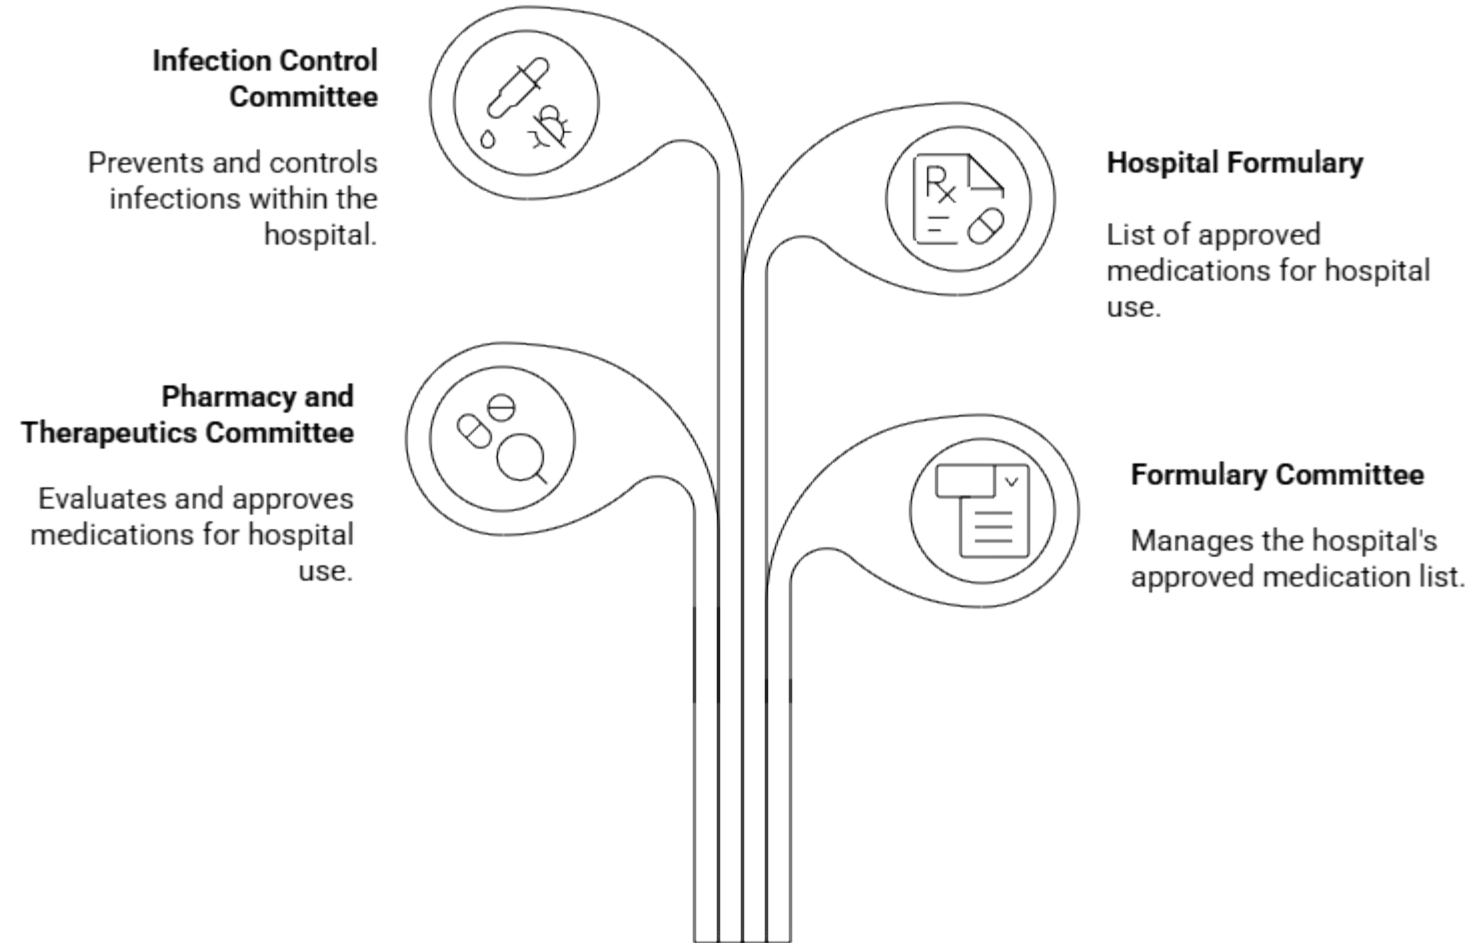 Infection Control
Committee
Prevents and controls
infections within the
hospital.
Rx
Hospital Formulary
List of approved
medications for hospital
use.
Pharmacy and
Therapeutics Committee
Evaluates and approves
medications for hospital
use.
Formulary Committee
Manages the hospital's
approved medication list.